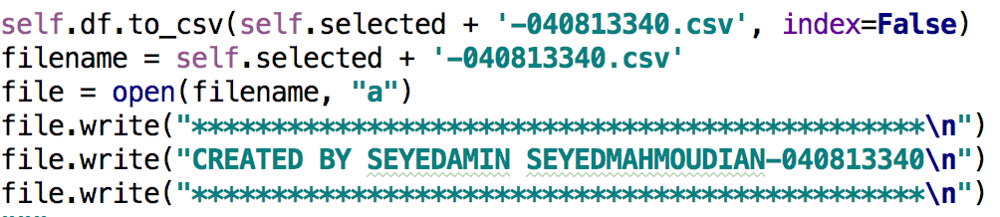 self.df.to_csv(self.selected + '-040813340.csv', index=False)
filename = self.selected + '-040813340.csv'
file = open(filename, "a")
file.write("**********************************************\n")
file.write("CREATED BY SEYEDAMIN SEYEDMAHMOUDIAN-040813340\n")
file.write("**********************************************\n")